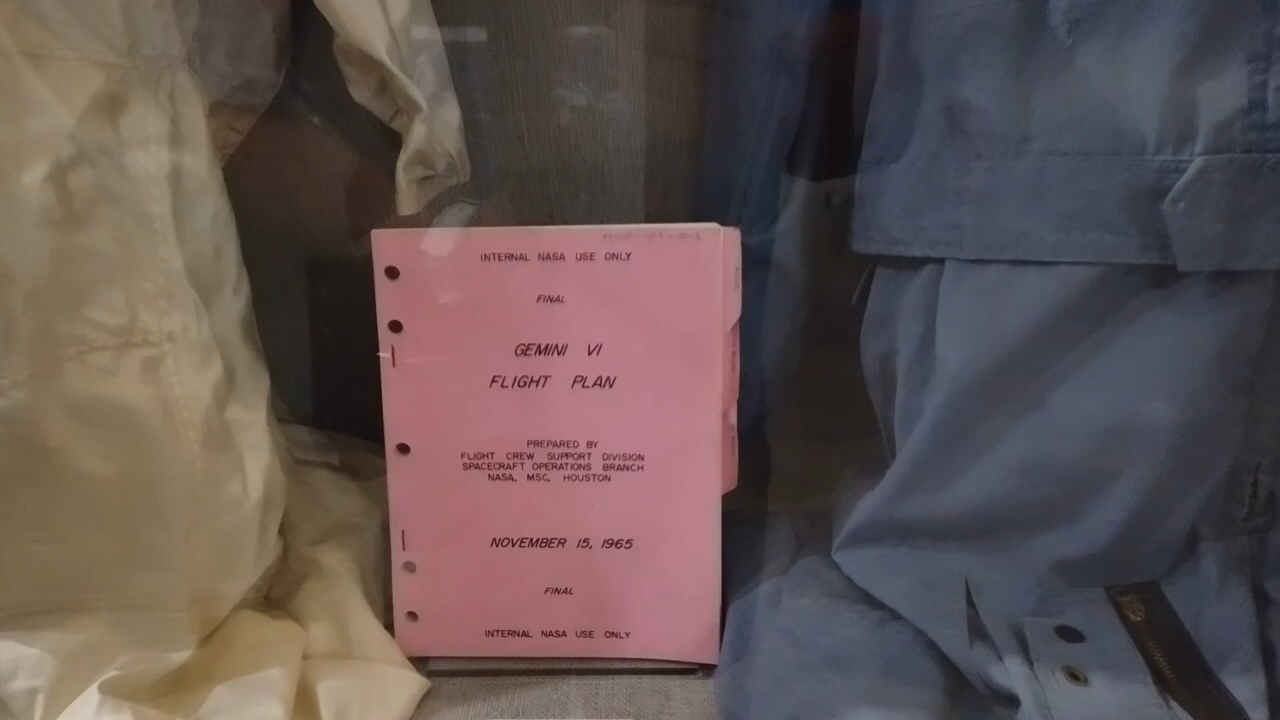 INTERNAL NASA USE ONLY
FINAL
GEMINI VI
FLIGHT PLAN
PREPARED BY
FLIGHT CREW SUPPORT DIVISION
SPACECRAFT OPERATIONS BRANCH
NASA, MSC, HOUSTON
NOVEMBER 15, 1965
FINAL
INTERNAL NASA USE ONLY